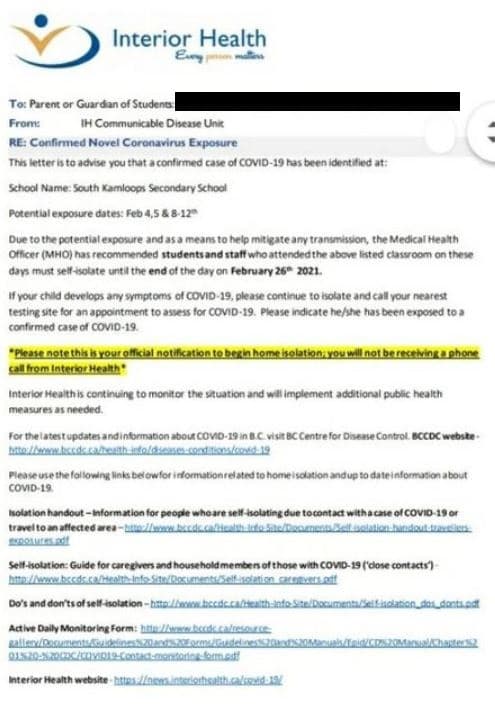 Interior Health
Every person matters
To: Parent or Guardian of Students:
From: IH Communicable Disease Unit
RE: Confirmed Novel Coronavirus Exposure
This letter is to advise you that a confirmed case of COVID-19 has been identified at:
School Name: South Kamloops Secondary School
Potential exposure dates: Feb 4,5 & 8-12th
Due to the potential exposure and as a means to help mitigate any transmission, the Medical Health
Officer (MHO) has recommended students and staff who attended the above listed classroom on these
days must self-isolate until the end of the day on February 26th 2021.
If your child develops any symptoms of COVID-19, please continue to isolate and call your nearest
testing site for an appointment to assess for COVID-19. Please indicate he/she has been exposed to a
confirmed case of COVID-19.
*Please note this is your official notification to begin home isolation; you will not be receiving a phone
call from Interior Health*
Interior Health is continuing to monitor the situation and will implement additional public health
measures as needed.
For the latest updates and information about COVID-19 in B.C. visit BC Centre for Disease Control. BCCDC website -
http://www.bccdc.ca/health-info/diseases-conditions/covid-19
Please use the following links below for information related to home isolation and up to date information about
COVID-19.
Isolation handout – Information for people who are self-isolating due to contact with a case of COVID-19 or
travel to an affected area – http://www.bccdc.ca/Health-Info-Site/Documents/Self-isolation-handout-travellers-
exposures.pdf
Self-isolation: Guide for caregivers and household members of those with COVID-19 ('close contacts') -
http://www.bccdc.ca/Health-Info-Site/Documents/Self-isolation_caregivers.pdf
Do's and don'ts of self-isolation – http://www.bccdc.ca/Health-Info-Site/Documents/Self-isolation_dos_donts.pdf
Active Daily Monitoring Form: http://www.bccdc.ca/resource-
gallery/Documents/Guidelines%20and%20Forms/Guidelines%20and%20Manuals/Epid/CD%20Manual/Chapter%2
01%20-%20CDC/COVID19-Contact-monitoring-form.pdf
Interior Health website - https://news.interiorhealth.ca/covid-19/